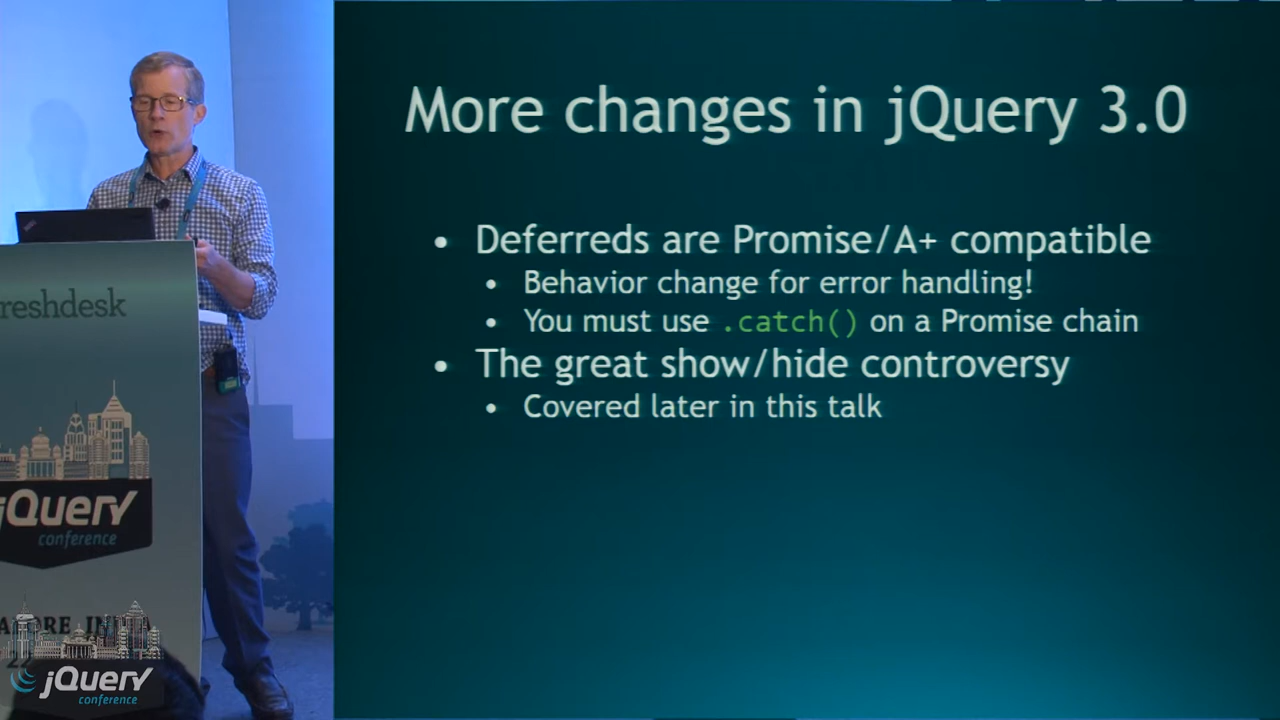 More changes in jQuery 3.0
• Deferreds are Promise/A+ compatible
• Behavior change for error handling!
• You must use .catch() on a Promise chain
• The great show/hide controversy
• Covered later in this talk
reshdesk
jQuery
conference
jQuery
conference